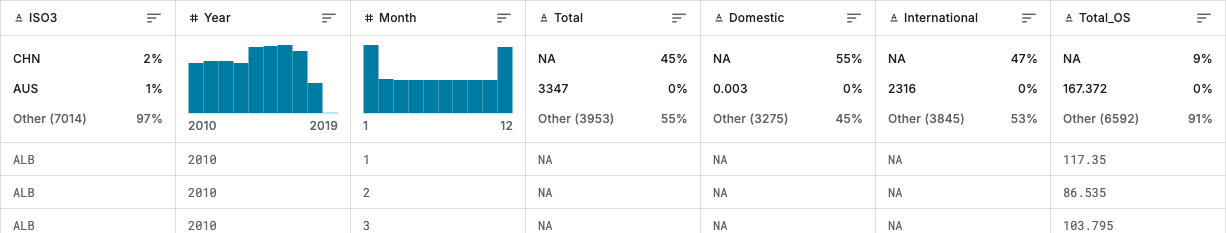 A ISO3 # Year # Month A Total A Domestic A International A Total_OS
CHN 2% NA 45% NA 55% NA 47% NA 9%
AUS 1% 3347 0% 0.003 0% 2316 0% 167.372 0%
Other (7014) 97% 2010 2019 1 12 Other (3953) 55% Other (3275) 45% Other (3845) 53% Other (6592) 91%
ALB 2010 1 NA NA NA 117.35
ALB 2010 2 NA NA NA 86.535
ALB 2010 3 NA NA NA 103.795